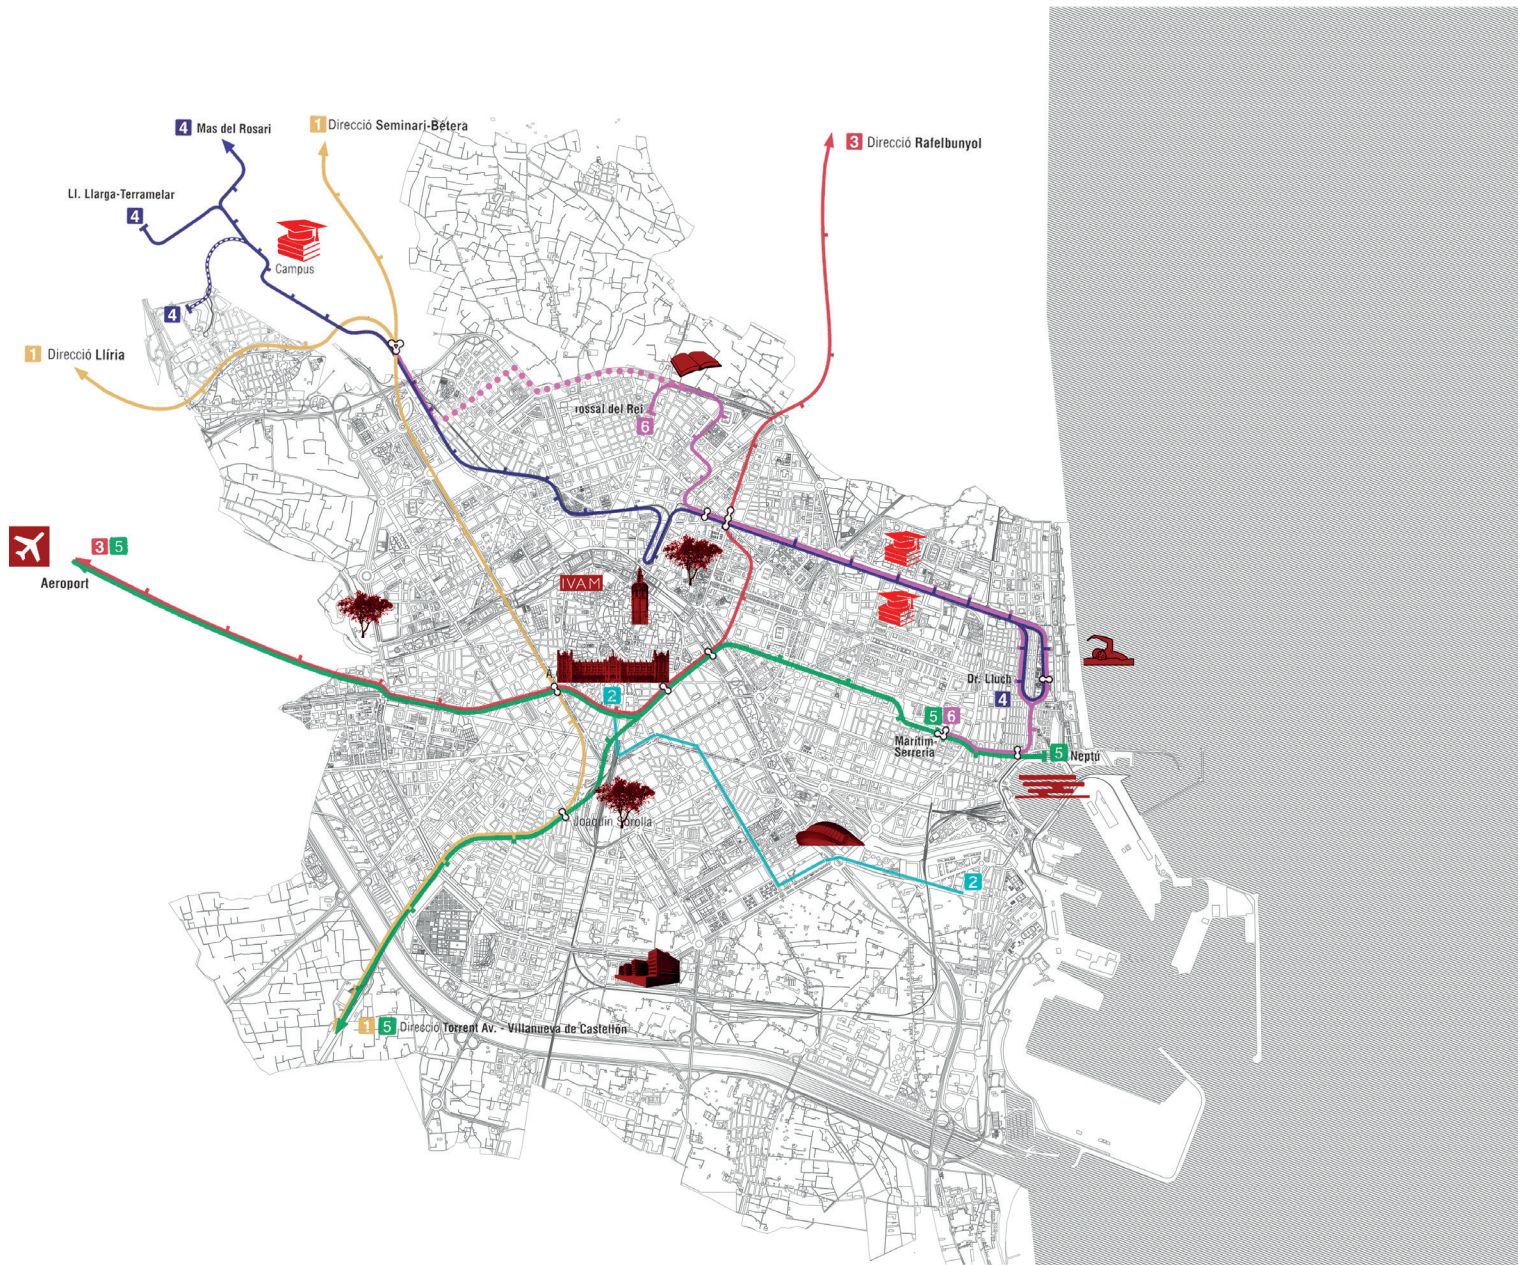 4 Mas del Rosari
1 Direcció Seminari-Bétera
3 Direcció Rafelbunyol
Ll. Llarga-Terramelar
4
Campus
4
1 Direcció Llíria
rossal del Rei
6
3 5
Aeroport
IVAM
A
2
Dr. Lluch
4
5 6
Marítim-
Serrería
5 Neptú
Joaquín Sorolla
2
1 5 Direcció Torrent Av. - Villanueva de Castellón